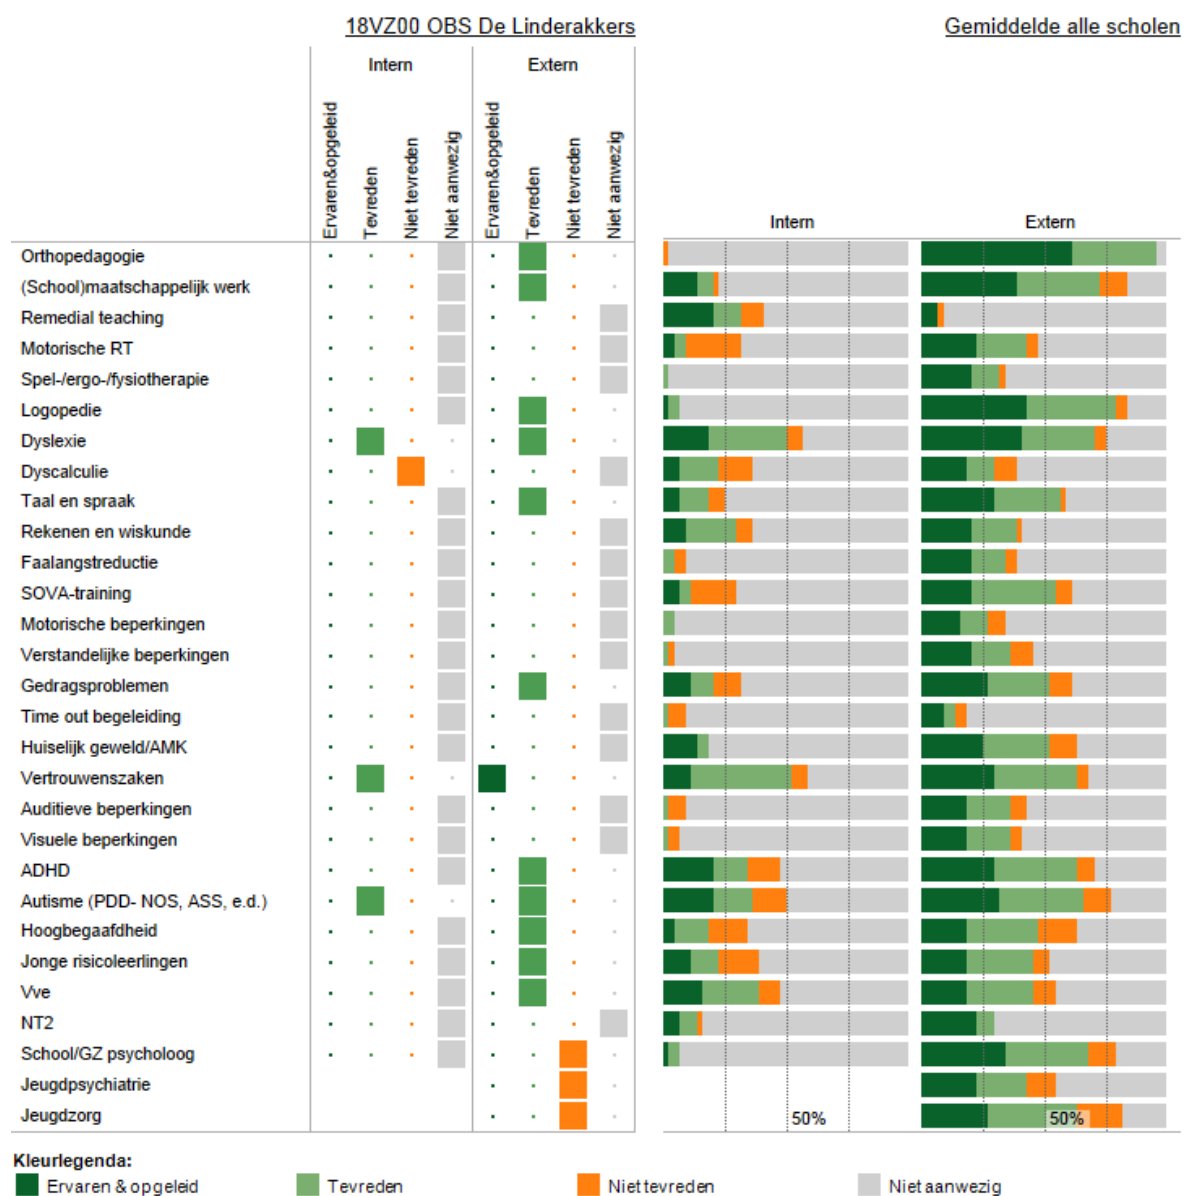 18VZ00 OBS De Linderakkers
Gemiddelde alle scholen
Intern
Extern
Ervaren&opgeleid
Tevreden
Niet tevreden
Niet aanwezig
Ervaren&opgeleid
Tevreden
Niet tevreden
Niet aanwezig
Intern
Extern
Orthopedagogie
(School)maatschappelijk werk
Remedial teaching
Motorische RT
Spel-/ergo-/fysiotherapie
Logopedie
Dyslexie
Dyscalculie
Taal en spraak
Rekenen en wiskunde
Faalangstreductie
SOVA-training
Motorische beperkingen
Verstandelijke beperkingen
Gedragsproblemen
Time out begeleiding
Huiselijk geweld/AMK
Vertrouwenszaken
Auditieve beperkingen
Visuele beperkingen
ADHD
Autisme (PDD- NOS, ASS, e.d.)
Hoogbegaafdheid
Jonge risicoleerlingen
Vve
NT2
School/GZ psycholoog
Jeugdpsychiatrie
Jeugdzorg
50%
50%
Kleurlegenda:
Ervaren & opgeleid
Tevreden
Niet tevreden
Niet aanwezig